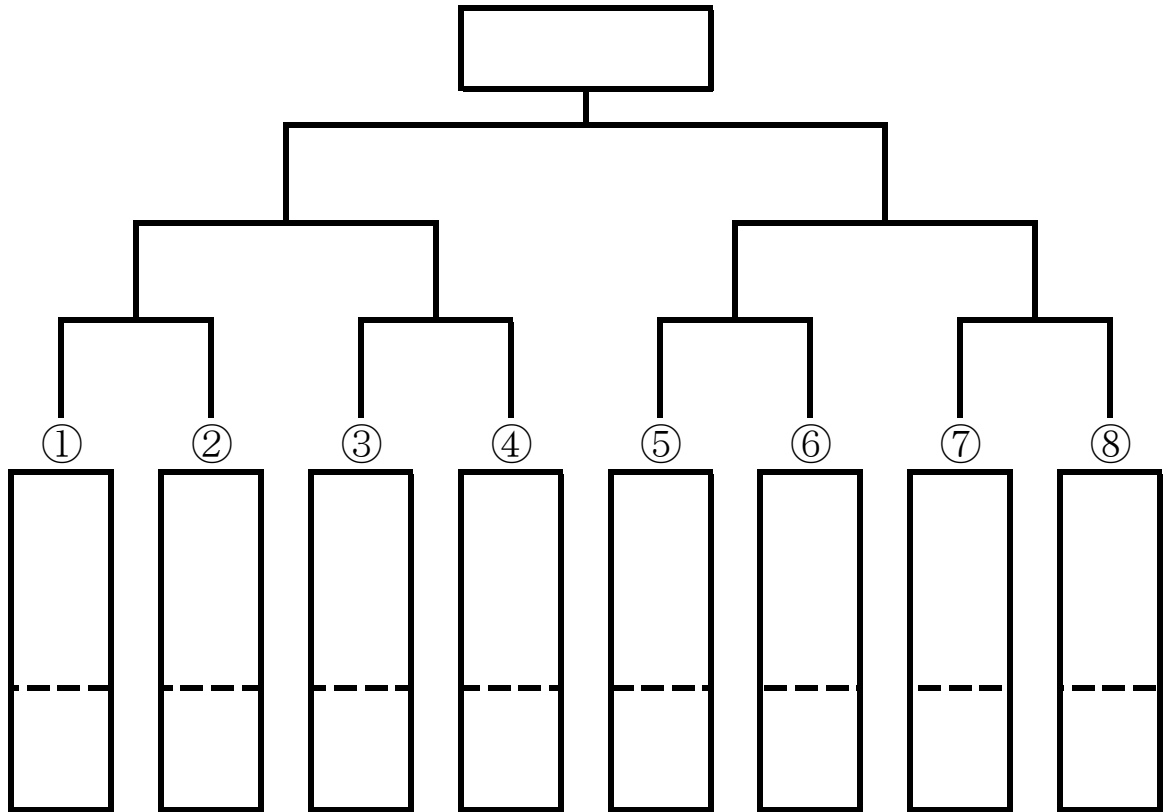 ① ② ③ ④ ⑤ ⑥ ⑦ ⑧